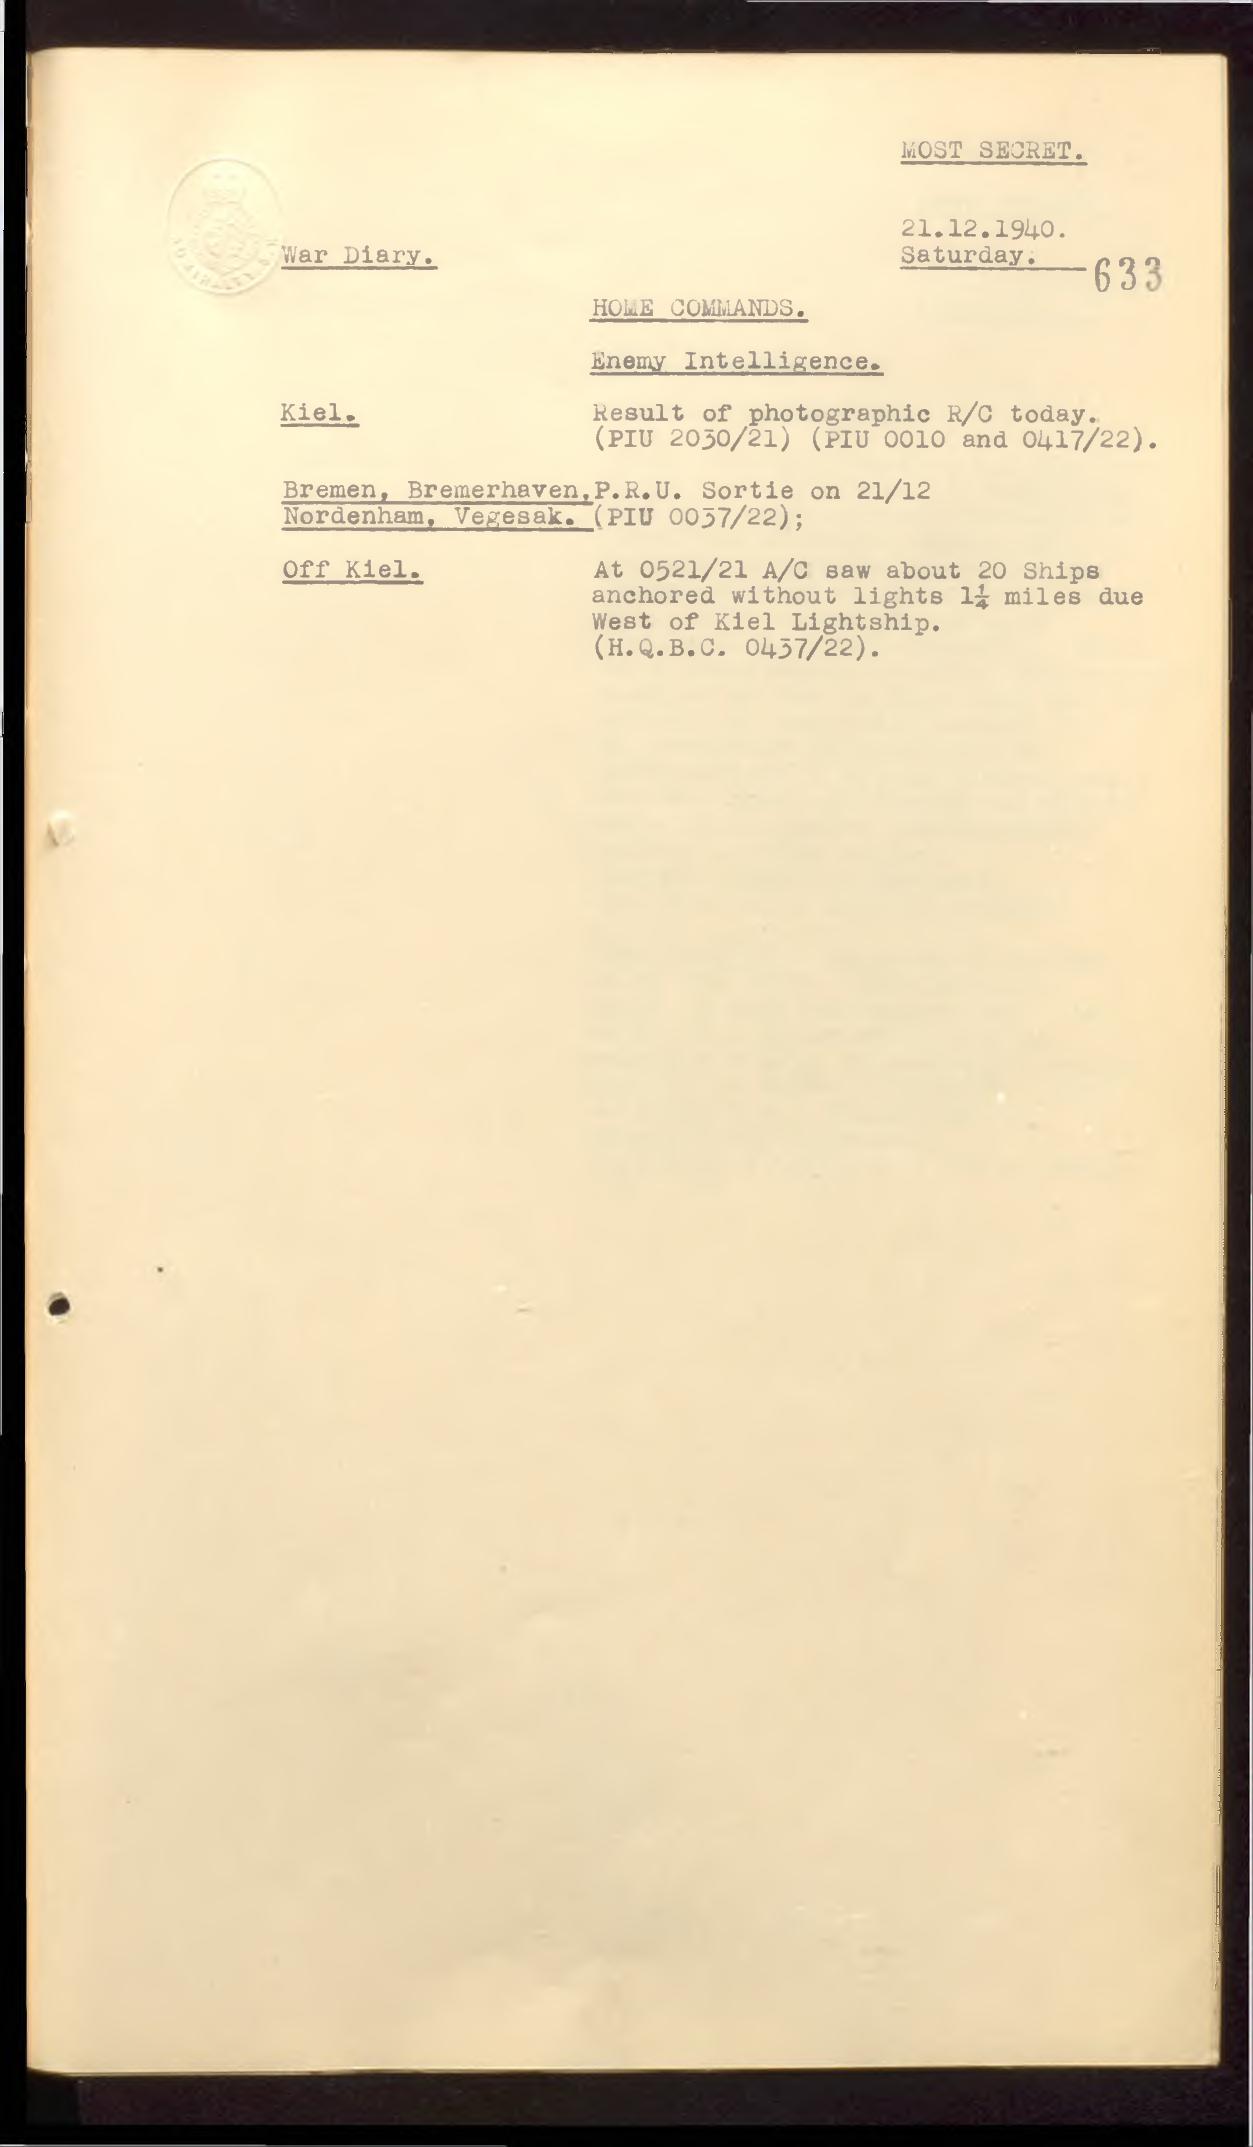 MOST SECRET.
21.12.1940.
War Diary.
Saturday.
633
HOME COMMANDS.
Enemy Intelligence.
Kiel. Result of photographic R/C today.
(PIU 2030/21) (PIU 0010 and 0417/22).
Bremen, Bremerhaven, P.R.U. Sortie on 21/12
Nordenham, Vegesak. (PIU 0037/22);
Off Kiel. At 0521/21 A/C saw about 20 Ships
anchored without lights 1¼ miles due
West of Kiel Lightship.
(H.Q.B.C. 0437/22).